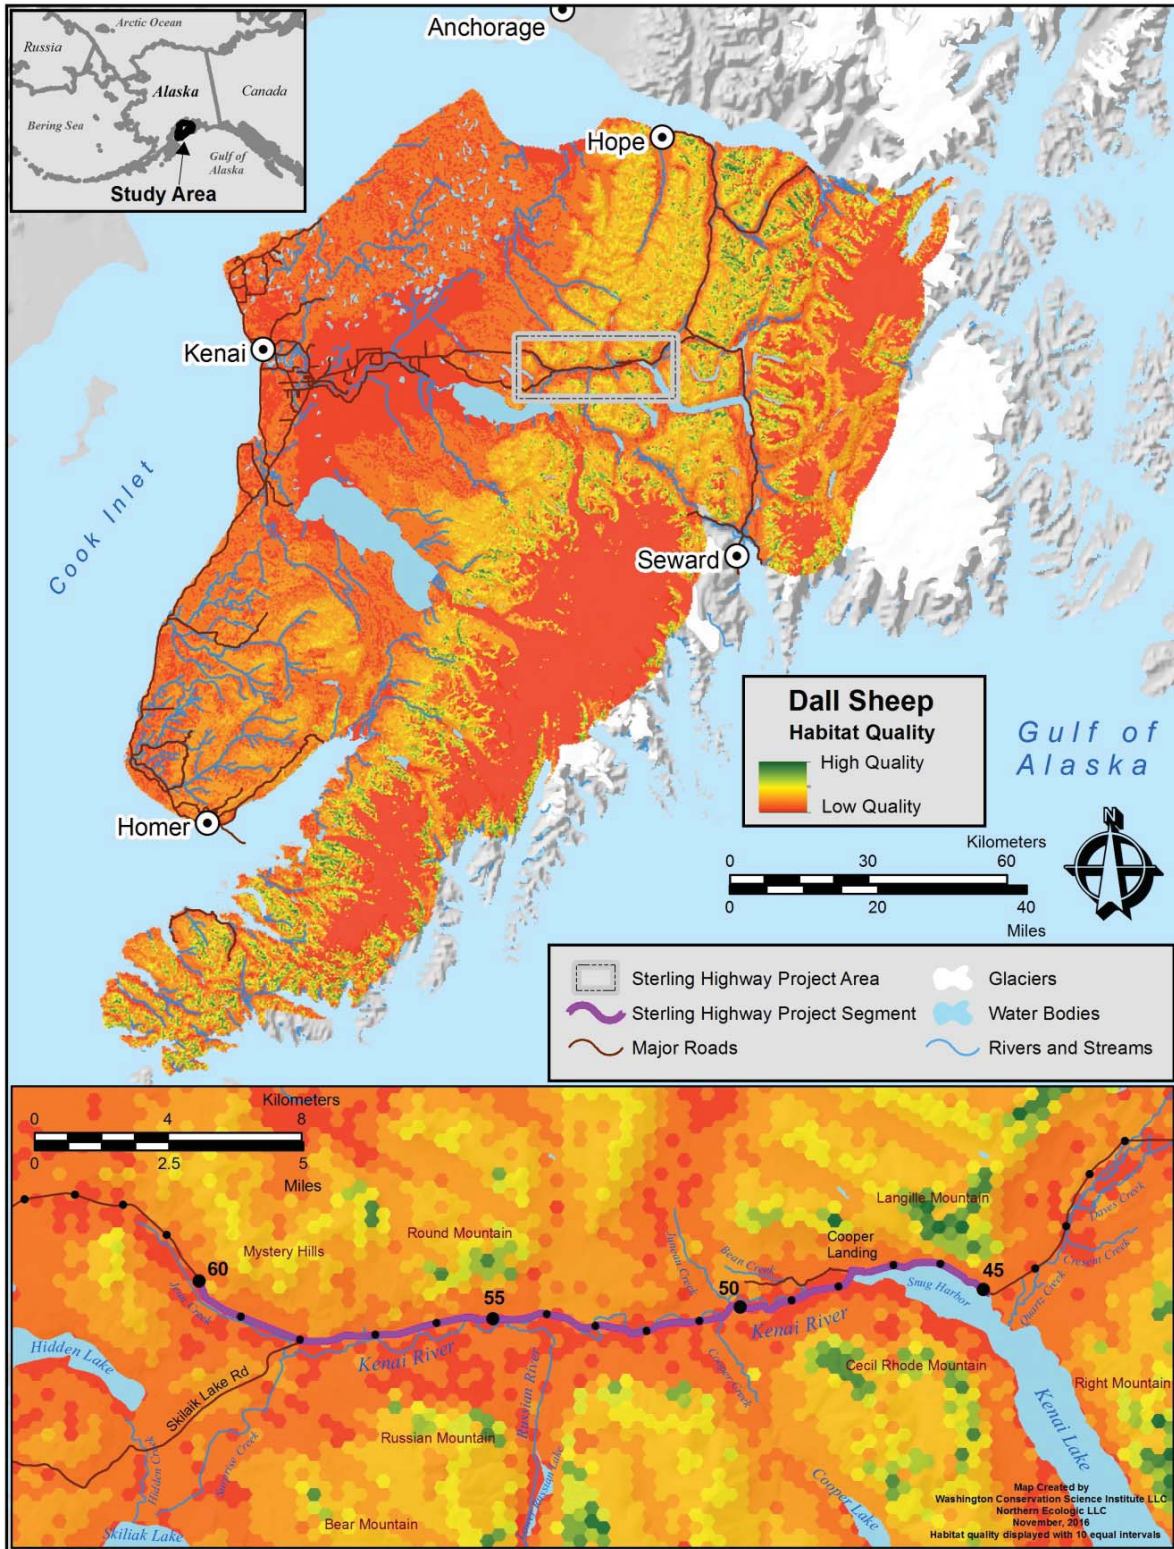 Arctic Ocean
Russia
Alaska
Canada
Bering Sea
Gulf of
Alaska
Study Area
Anchorage
Hope
Kenai
Cook Inlet
Seward
Homer
Dall Sheep
Habitat Quality
High Quality
Low Quality
Gulf of
Alaska
Kilometers
0 30 60
0 20 40
Miles
N
Sterling Highway Project Area
Sterling Highway Project Segment
Major Roads
Glaciers
Water Bodies
Rivers and Streams
Kilometers
0 4 8
0 2.5 5
Miles
Langille Mountain
Daves Creek
Round Mountain
Mystery Hills
Cooper
Landing
Juneau Creek
Bean Creek
Cresent Creek
60
Jean Creek
55
50
Snug Harbor
45
Quartz Creek
Kenai River
Kenai River
Hidden Lake
Skilaik Lake Rd
Russian River
Cooper Creek
Cecil Rhode Mountain
Right Mountain
Russian Mountain
Kenai Lake
Hidden Creek
Surprise Creek
Russian Lake
Cooper Lake
Bear Mountain
Skiliak Lake
Map Created by
Washington Conservation Science Institute LLC
Northern Ecologic LLC
November, 2016
Habitat quality displayed with 10 equal intervals